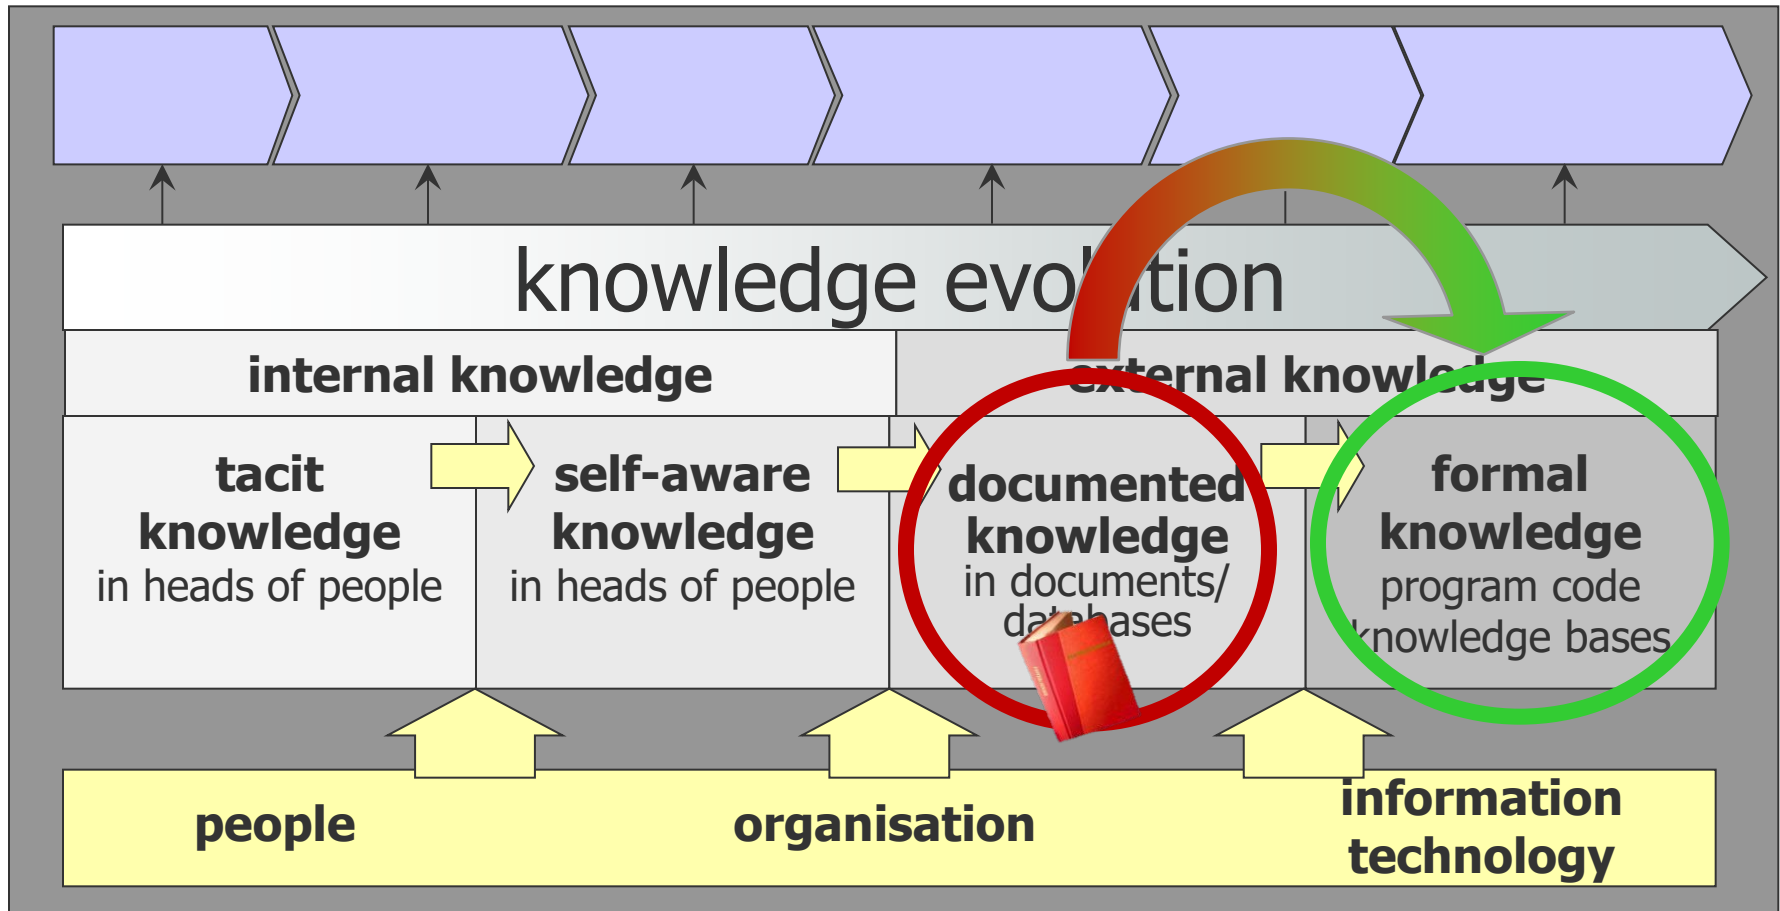 knowledge evolution
internal knowledge
external knowledge
tacit
knowledge
in heads of people
self-aware
knowledge
in heads of people
documented
knowledge
in documents/
databases
formal
knowledge
program code
knowledge bases
people
organisation
information
technology